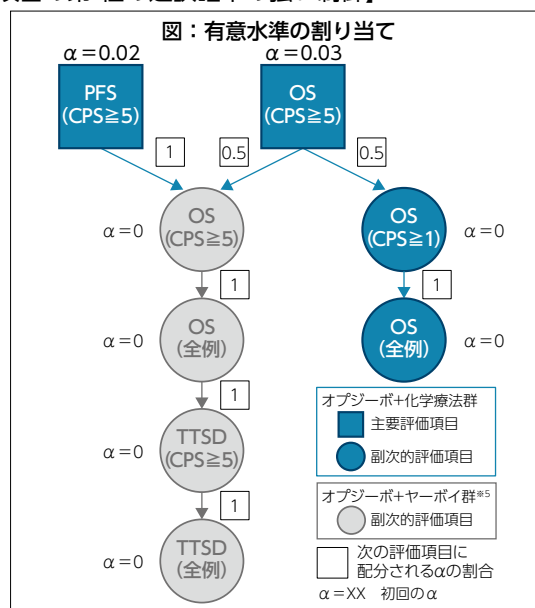 図：有意水準の割り当て
α=0.02
α=0.03
PFS
(CPS≧5)
OS
(CPS≧5)
1
0.5
0.5
α=0
OS
(CPS≧5)
OS
(CPS≧1)
α=0
1
1
α=0
OS
(全例)
OS
(全例)
α=0
1
α=0
TTSD
(CPS≧5)
1
α=0
TTSD
(全例)
オプジーボ+化学療法群
主要評価項目
副次的評価項目
オプジーボ+ヤーボイ群※5
副次的評価項目
次の評価項目に
配分されるαの割合
α=XX 初回のα